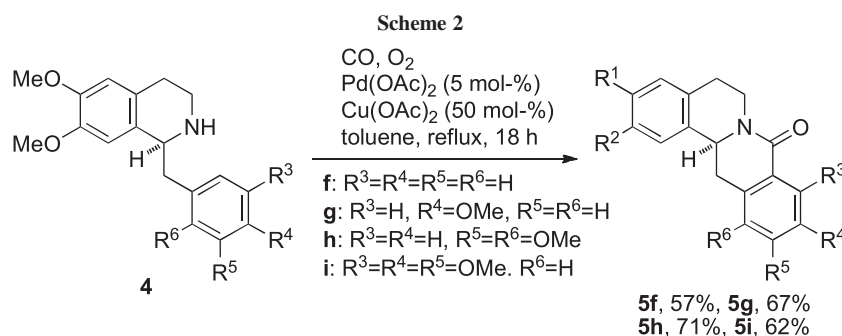 Scheme 2
CO, O₂
Pd(OAc)₂ (5 mol-%)
Cu(OAc)₂ (50 mol-%)
toluene, reflux, 18 h
MeO
MeO
NH
H
R³
R⁴
R⁵
R⁶
4
f: R³=R⁴=R⁵=R⁶=H
g: R³=H, R⁴=OMe, R⁵=R⁶=H
h: R³=R⁴=H, R⁵=R⁶=OMe
i: R³=R⁴=R⁵=OMe. R⁶=H
R¹
R²
N
O
H
R³
R⁴
R⁵
R⁶
5f, 57%, 5g, 67%
5h, 71%, 5i, 62%